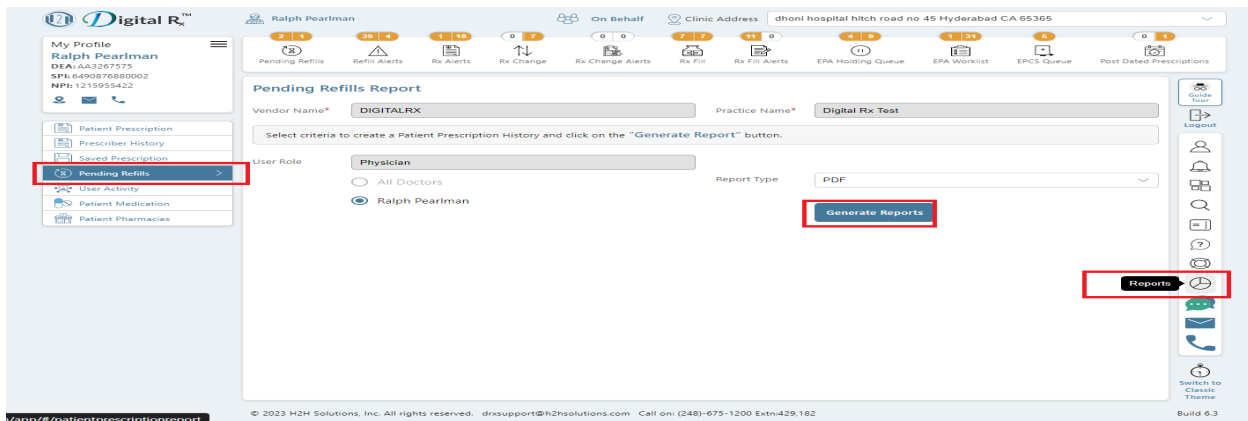 Digital Rx™
Ralph Pearlman
On Behalf
Clinic Address
dhoni hospital hitch road no 45 Hyderabad CA 65365
My Profile
Ralph Pearlman
DEA: AA3267575
SPI: 6490876880002
NPI: 1215955422
2 1
Pending Refills
39 4
Refill Alerts
1 18
Rx Alerts
0 7
Rx Change
0 0
Rx Change Alerts
7 7
Rx Fill
11 0
Rx Fill Alerts
4 9
EPA Holding Queue
1 31
EPA Worklist
5
EPCS Queue
0 1
Post Dated Prescriptions
Patient Prescription
Prescriber History
Saved Prescription
Pending Refills >
User Activity
Patient Medication
Patient Pharmacies
Pending Refills Report
Vendor Name* DIGITALRX
Practice Name* Digital Rx Test
Select criteria to create a Patient Prescription History and click on the "Generate Report" button.
User Role Physician
All Doctors
Ralph Pearlman
Report Type PDF
Generate Reports
Guide
Tour
Logout
Reports
Switch to
Classic
Theme
© 2023 H2H Solutions, Inc. All rights reserved. drxsupport@h2hsolutions.com Call on: (248)-675-1200 Extn:429,182
Build 6.3